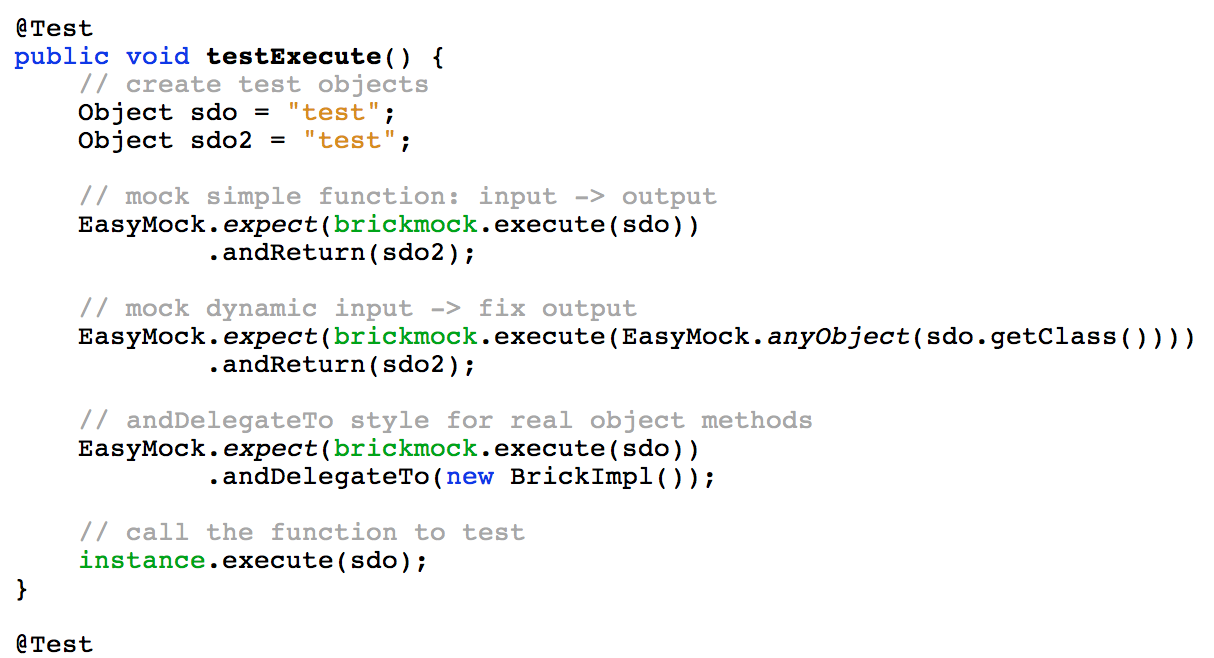 @Test
public void testExecute() {
    // create test objects
    Object sdo = "test";
    Object sdo2 = "test";

    // mock simple function: input -> output
    EasyMock.expect(brickmock.execute(sdo))
            .andReturn(sdo2);

    // mock dynamic input -> fix output
    EasyMock.expect(brickmock.execute(EasyMock.anyObject(sdo.getClass())))
            .andReturn(sdo2);

    // andDelegateTo style for real object methods
    EasyMock.expect(brickmock.execute(sdo))
            .andDelegateTo(new BrickImpl());

    // call the function to test
    instance.execute(sdo);
}

@Test